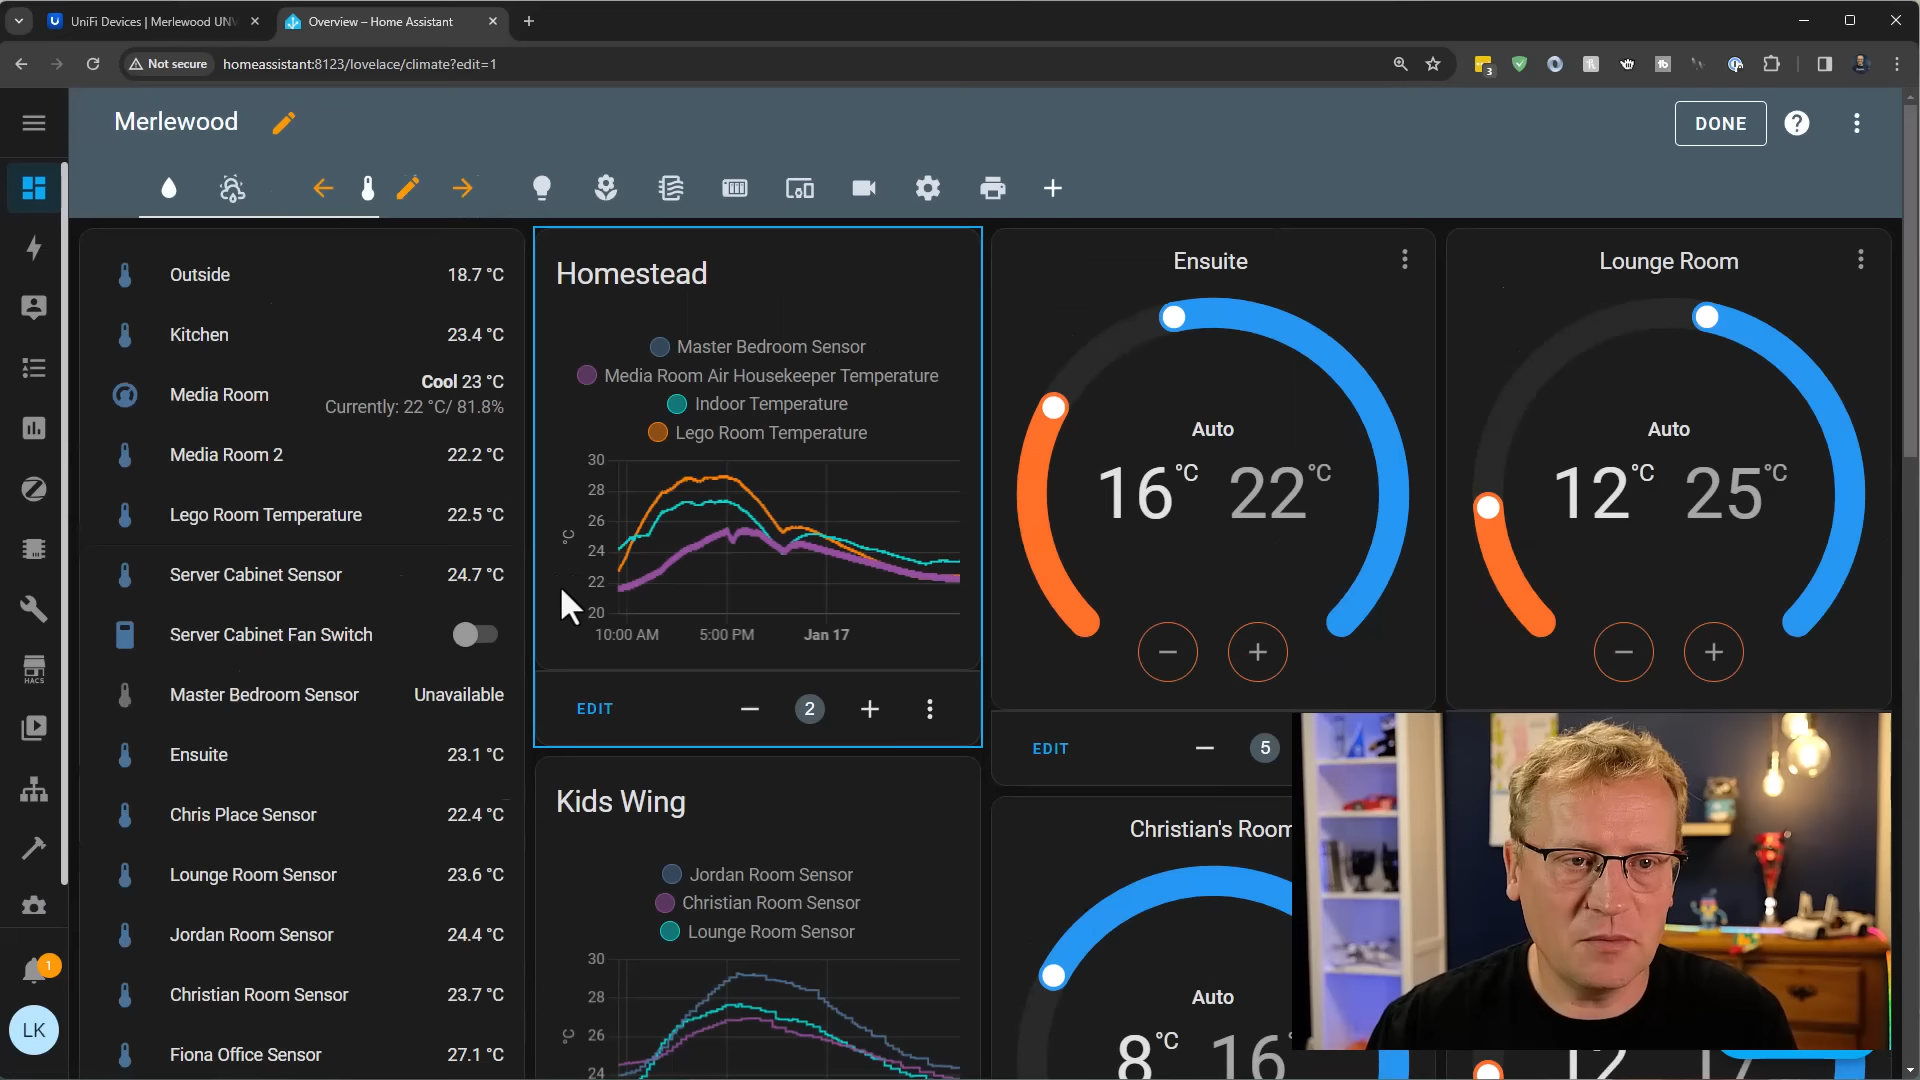 UniFi Devices | Merlewood UNV
Overview – Home Assistant
Not secure
homeassistant:8123/lovelace/climate?edit=1
3
Merlewood
DONE
Outside 18.7 °C
Kitchen 23.4 °C
Media Room Cool 23 °C
Currently: 22 °C/ 81.8%
Media Room 2 22.2 °C
Lego Room Temperature 22.5 °C
Server Cabinet Sensor 24.7 °C
Server Cabinet Fan Switch
Master Bedroom Sensor Unavailable
Ensuite 23.1 °C
Chris Place Sensor 22.4 °C
Lounge Room Sensor 23.6 °C
Jordan Room Sensor 24.4 °C
Christian Room Sensor 23.7 °C
Fiona Office Sensor 27.1 °C
HACS
1
LK
Homestead
Master Bedroom Sensor
Media Room Air Housekeeper Temperature
Indoor Temperature
Lego Room Temperature
30
28
26
24
22
20
°C
10:00 AM 5:00 PM Jan 17
EDIT 2
Kids Wing
Jordan Room Sensor
Christian Room Sensor
Lounge Room Sensor
30
28
26
24
°C
Ensuite
Auto
16 °C 22 °C
EDIT 5
Lounge Room
Auto
12 °C 25 °C
Christian's Room
Auto
8 °C 16
12 17